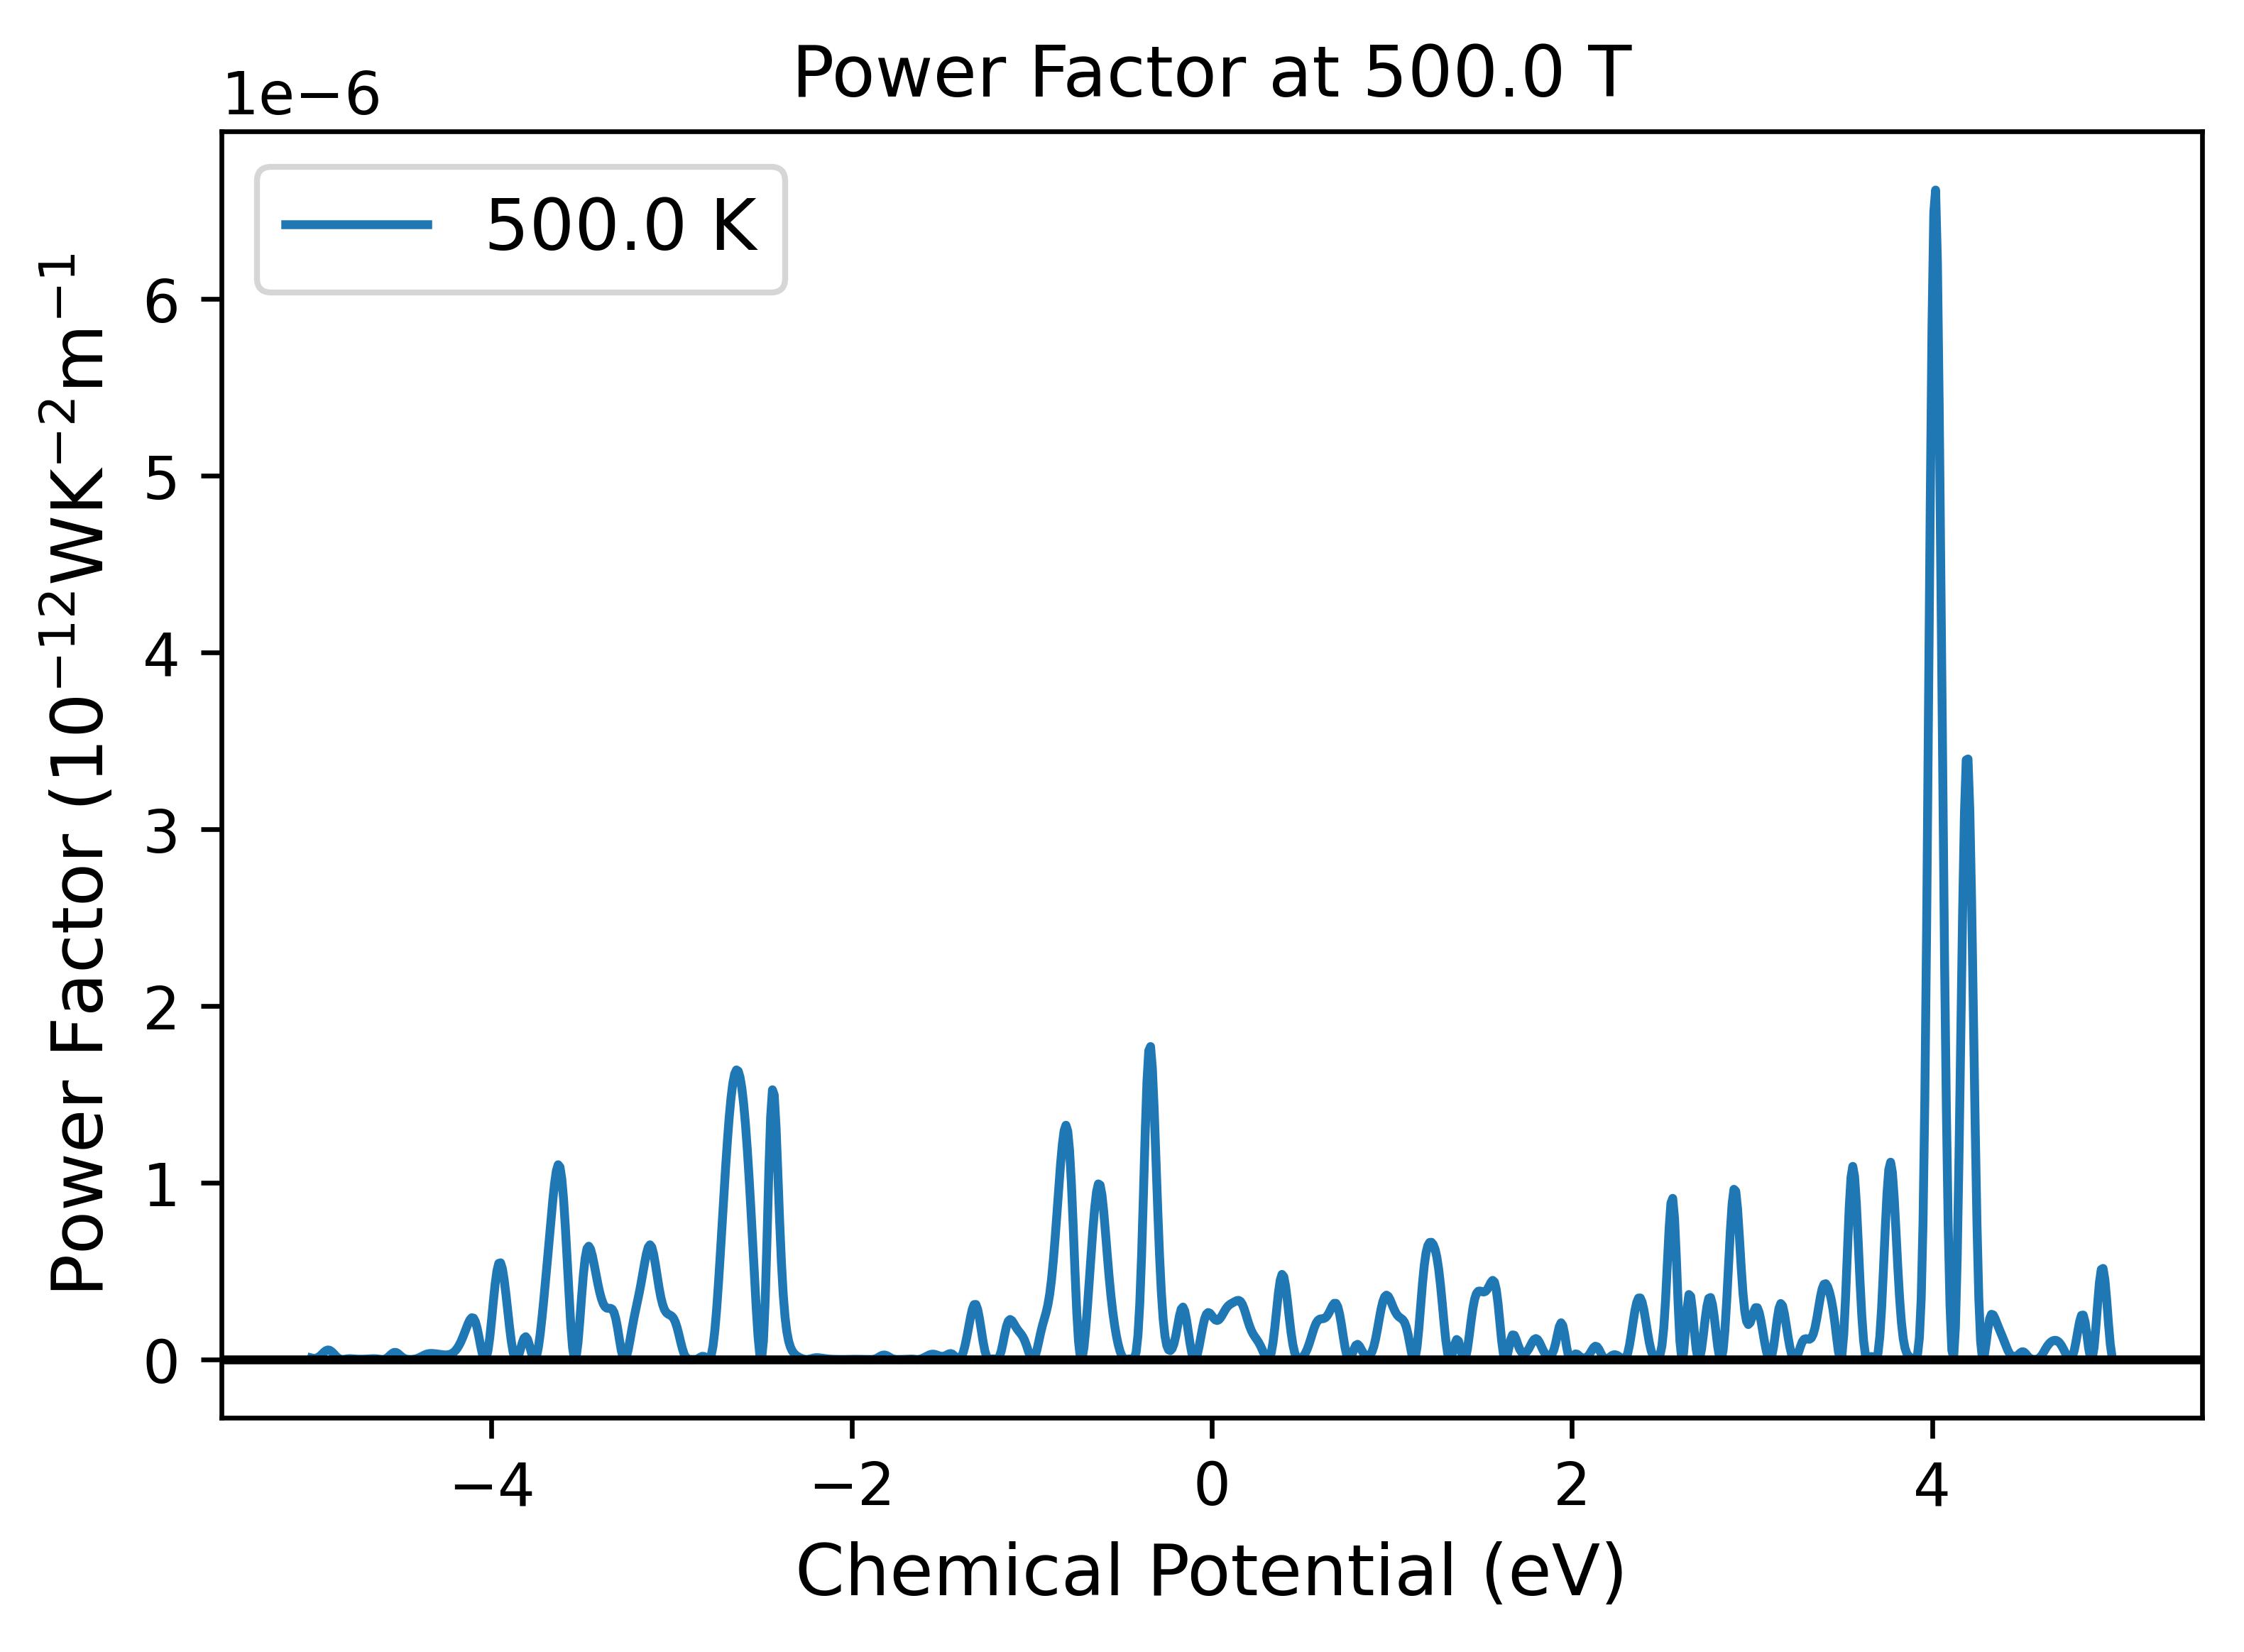 Power Factor at 500.0 T
1e−6
500.0 K
Power Factor (10⁻¹²WK⁻²m⁻¹
6
5
4
3
2
1
0
−4 −2 0 2 4
Chemical Potential (eV)